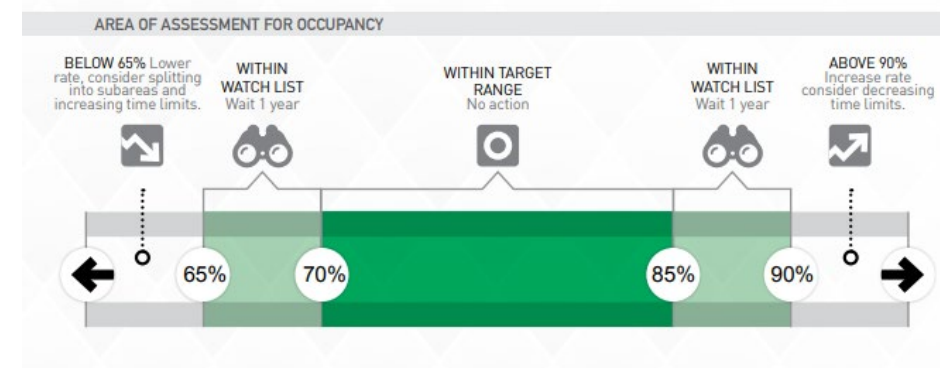 AREA OF ASSESSMENT FOR OCCUPANCY
BELOW 65% Lower
rate, consider splitting
into subareas and
increasing time limits.
WITHIN
WATCH LIST
Wait 1 year
WITHIN TARGET
RANGE
No action
WITHIN
WATCH LIST
Wait 1 year
ABOVE 90%
Increase rate
consider decreasing
time limits.
65%
70%
85%
90%